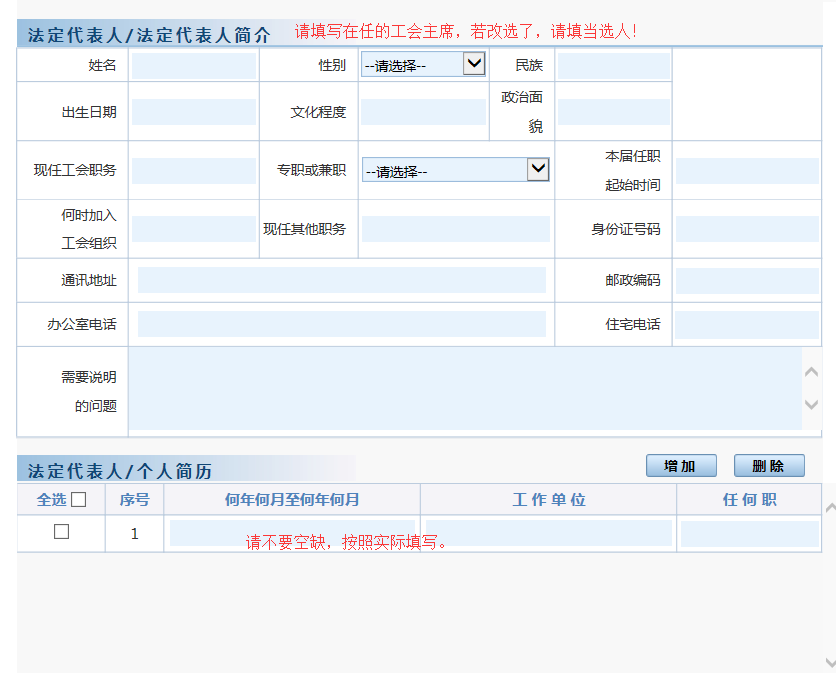 法定代表人/法定代表人简介 请填写在任的工会主席，若改选了，请填当选人！
姓名 性别 --请选择-- 民族
出生日期 文化程度 政治面
貌
现任工会职务 专职或兼职 --请选择-- 本届任职
起始时间
何时加入
工会组织 现任其他职务 身份证号码
通讯地址 邮政编码
办公室电话 住宅电话
需要说明
的问题
法定代表人/个人简历 增加 删除
全选 序号 何年何月至何年何月 工作单位 任何职
1
请不要空缺，按照实际填写。